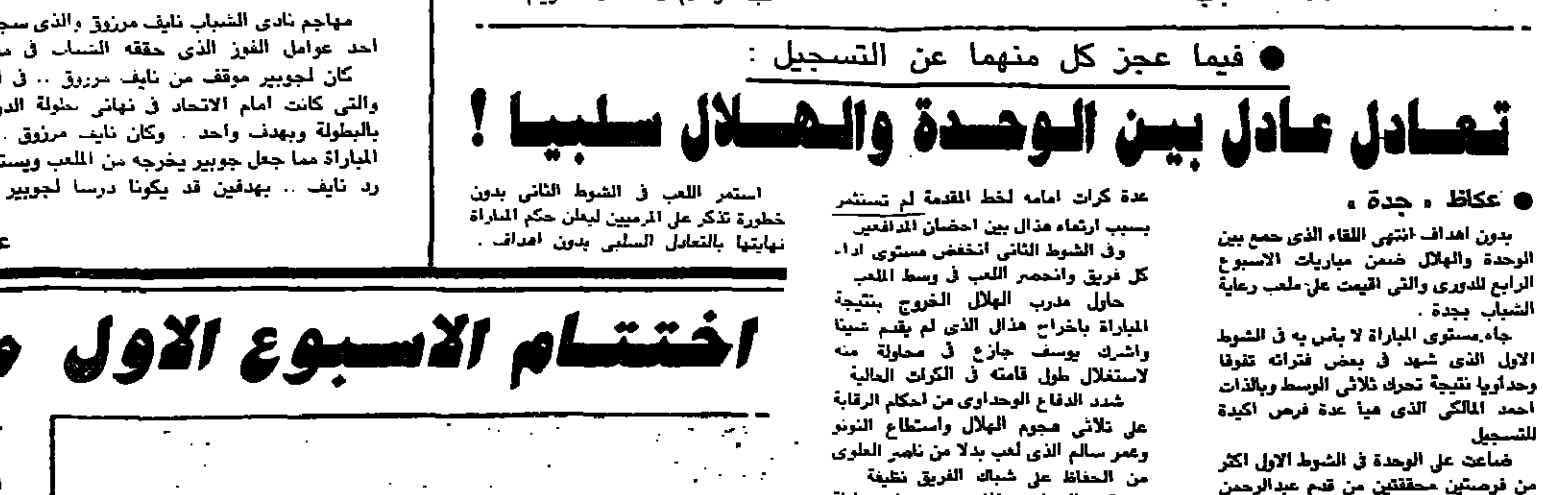 ● فيما عجز كل منهما عن التسجيل :
تعادل عادل بين الوحدة والهلال سلبيا !
● عكاظ « جدة »
بدون اهداف انتهى اللقاء الذى جمع بين
الوحدة والهلال ضمن مباريات الاسبوع
الرابع للدورى والتى اقيمت على ملعب رعاية
الشباب بجدة .
جاء مستوى المباراة لا بأس به فى الشوط
الاول الذى شهد فى بعض فتراته تفوقا
وحداويا نتيجة تحرك ثلاثى الوسط وبالذات
احمد المالكى الذى هيأ عدة فرص اكيدة
للتسجيل
ضاعت على الوحدة فى الشوط الاول اكثر
من فرصتين محققتين من قدم عبدالرحمن
عدة كرات امامه لخط المقدمة لم تستثمر
بسبب ارتماء هذال بين احضان المدافعين
وفى الشوط الثانى انخفض مستوى اداء
كل فريق وانحصر اللعب فى وسط الملعب
حاول مدرب الهلال الخروج بنتيجة
المباراة باخراج هذال الذى لم يقدم شيئا
واشرك يوسف جازع فى محاولة منه
لاستغلال طول قامته فى الكرات العالية
شدد الدفاع الوحداوى من احكام الرقابة
على ثلاثى هجوم الهلال واستطاع النونو
وعمر سالم الذى لعب بدلا من ناصر العلوى
من الحفاظ على شباك الفريق نظيفة
استمر اللعب فى الشوط الثانى بدون
خطورة تذكر على المرميين ليعلن حكم المباراة
نهايتها بالتعادل السلبى بدون اهداف .
مهاجم نادى الشباب نايف مرزوق والذى سجـ
احد عوامل الفوز الذى حققه الشباب فى
كان لجوبير موقف من نايف مرزوق .. فى
والتى كانت امام الاتحاد فى نهائى بطولة الدو
بالبطولة وبهدف واحد . وكان نايف مرزوق .
المباراة مما جعل جوبير يخرجه من الملعب ويست
رد نايف .. بهدفين قد يكونا درسا لجوبير
اختتام الاسبوع الاول